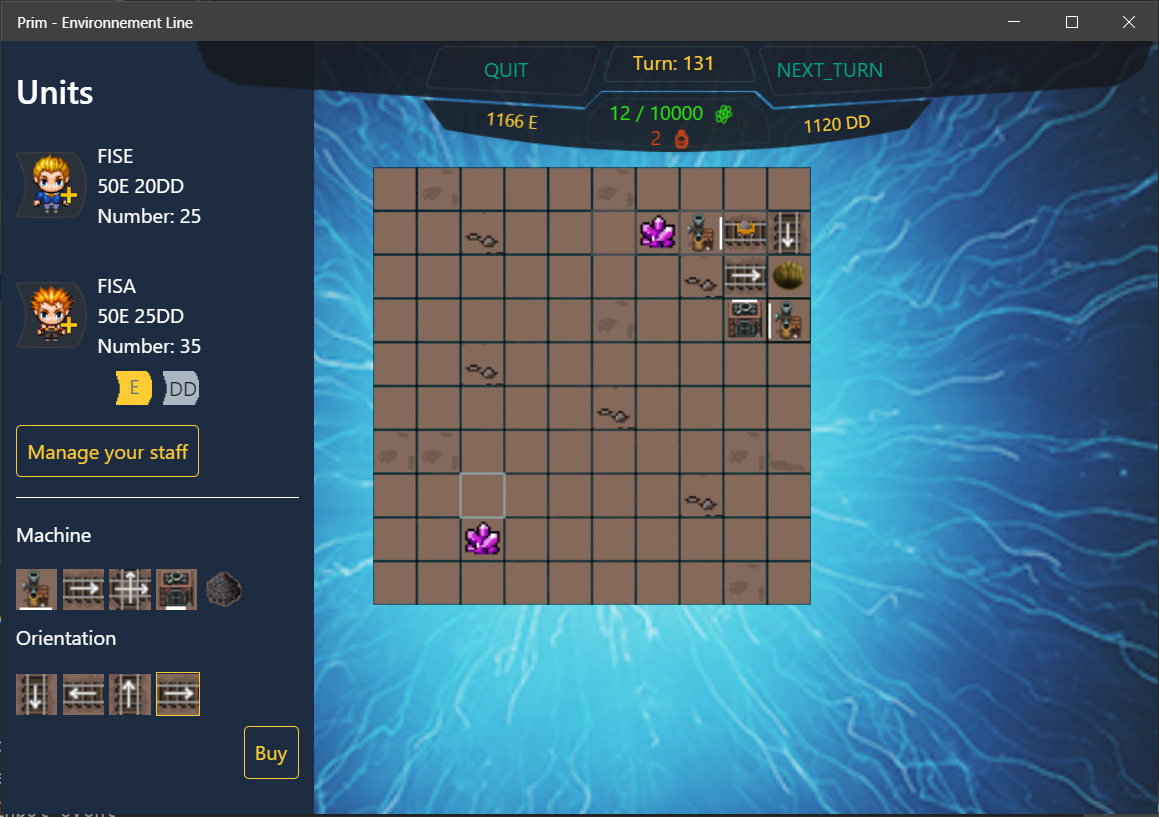 Prim - Environnement Line
QUIT
Turn: 131
NEXT_TURN
1166 E
12 / 10000
1120 DD
2
Units
FISE
50E 20DD
Number: 25
FISA
50E 25DD
Number: 35
E
DD
Manage your staff
Machine
Orientation
Buy